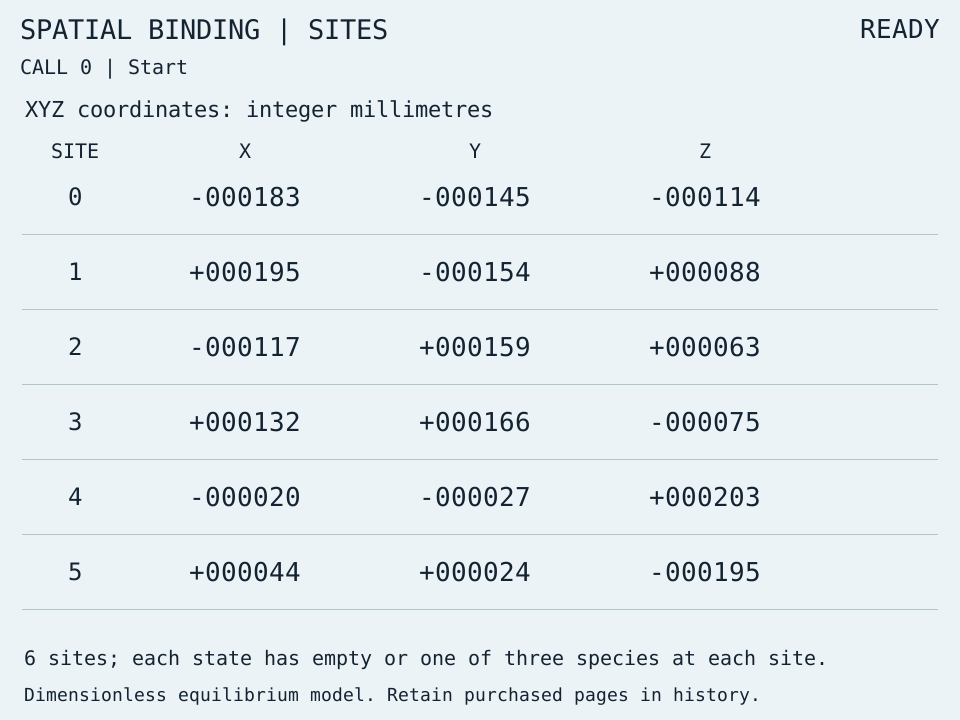 SPATIAL BINDING | SITES READY
CALL 0 | Start
XYZ coordinates: integer millimetres
SITE X Y Z
0 -000183 -000145 -000114
1 +000195 -000154 +000088
2 -000117 +000159 +000063
3 +000132 +000166 -000075
4 -000020 -000027 +000203
5 +000044 +000024 -000195
6 sites; each state has empty or one of three species at each site.
Dimensionless equilibrium model. Retain purchased pages in history.